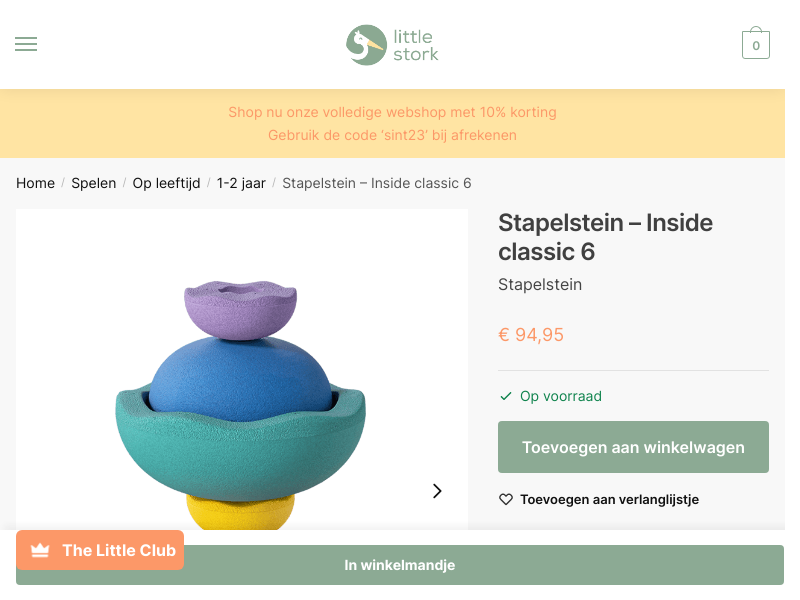 little
stork
0
Shop nu onze volledige webshop met 10% korting
Gebruik de code ‘sint23’ bij afrekenen
Home / Spelen / Op leeftijd / 1-2 jaar / Stapelstein – Inside classic 6
Stapelstein – Inside
classic 6
Stapelstein
€ 94,95
Op voorraad
Toevoegen aan winkelwagen
Toevoegen aan verlanglijstje
The Little Club
In winkelmandje